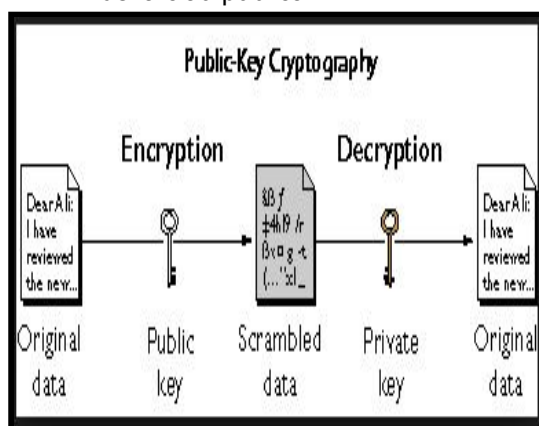 Public-Key Cryptography
Encryption
Decryption
Dear Ali:
I have
reviewed
the new...
Dear Ali:
I have
reviewed
the new...
Original
data
Public
key
Scrambled
data
Private
key
Original
data